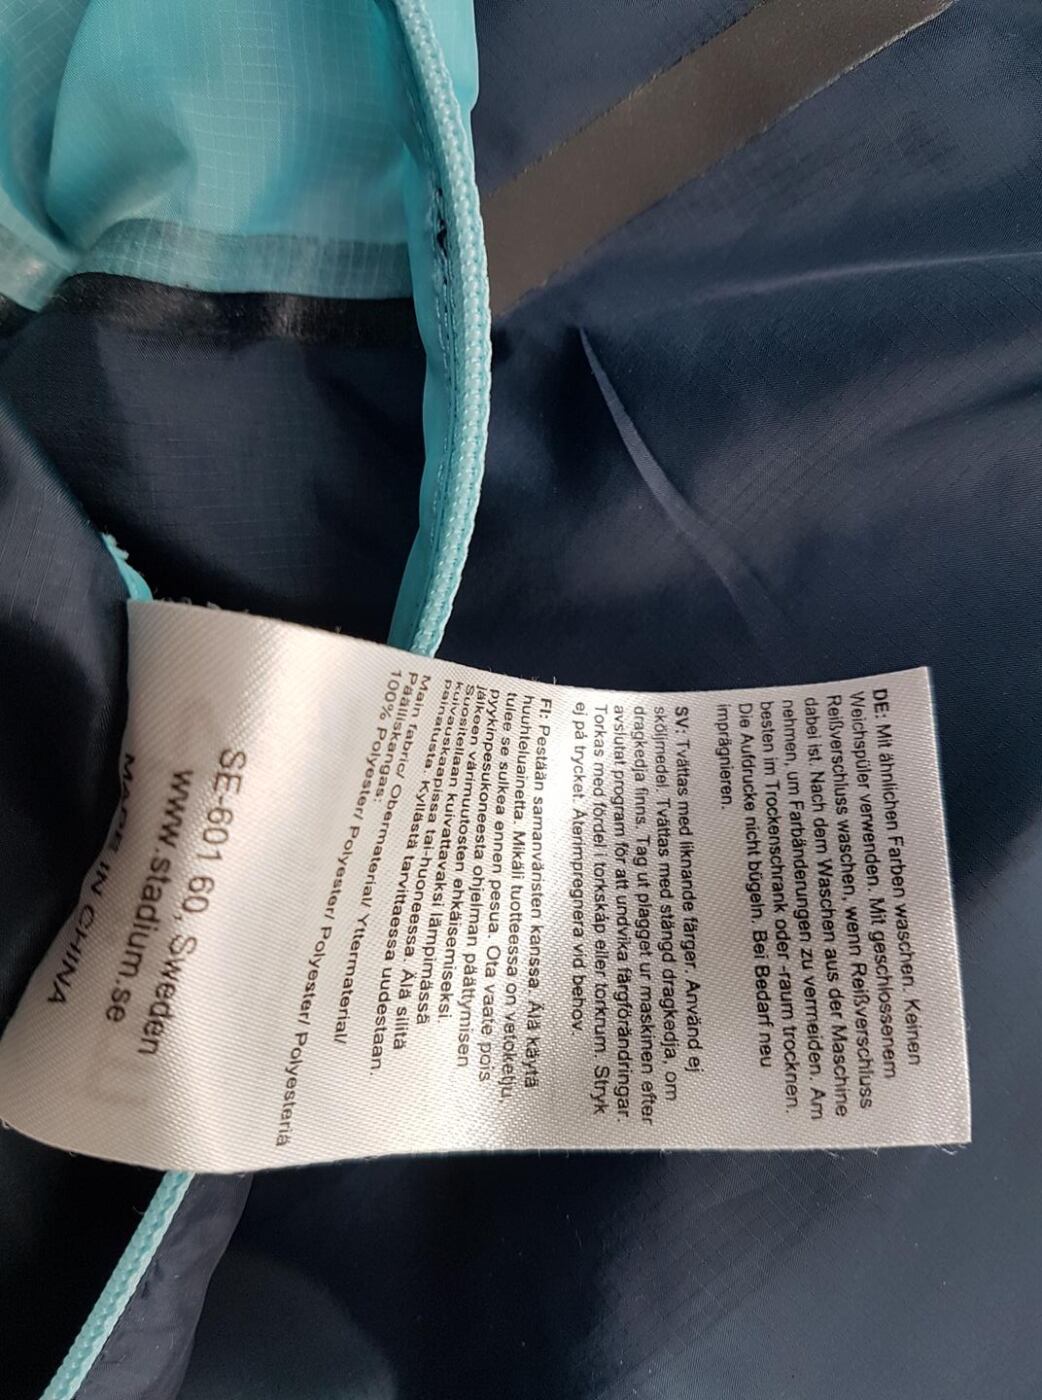 DE: Mit ähnlichen Farben waschen. Keinen
Weichspüler verwenden. Mit geschlossenem
Reißverschluss waschen, wenn Reißverschluss
dabei ist. Nach dem Waschen aus der Maschine
nehmen, um Farbänderungen zu vermeiden. Am
besten im Trockenschrank oder -raum trocknen.
Die Aufdrucke nicht bügeln. Bei Bedarf neu
imprägnieren.
SV: Tvättas med liknande färger. Använd ej
sköljmedel. Tvättas med stängd dragkedja, om
dragkedja finns. Tag ut plagget ur maskinen efter
avslutat program för att undvika färgförändringar.
Torkas med fördel i torkskåp eller torkrum. Stryk
ej på trycket. Återimpregnera vid behov.
FI: Pestään samanväristen kanssa. Älä käytä
huuhteluainetta. Mikäli tuotteessa on vetoketju,
tulee se sulkea ennen pesua. Ota vaate pois
pyykinpesukoneesta ohjelman päättymisen
jälkeen värimuutosten ehkäisemiseksi.
Suositellaan kuivattavaksi lämpimässä
kuivauskaapissa tai-huoneessa. Älä silitä
painatusta. Kyllästä tarvittaessa uudestaan.
Main fabric/ Obermaterial/ Yttermaterial/
Päälliskangas:
100% Polyester/ Polyester/ Polyester/ Polyesteriä
SE-601 60, Sweden
www.stadium.se
MADE IN CHINA